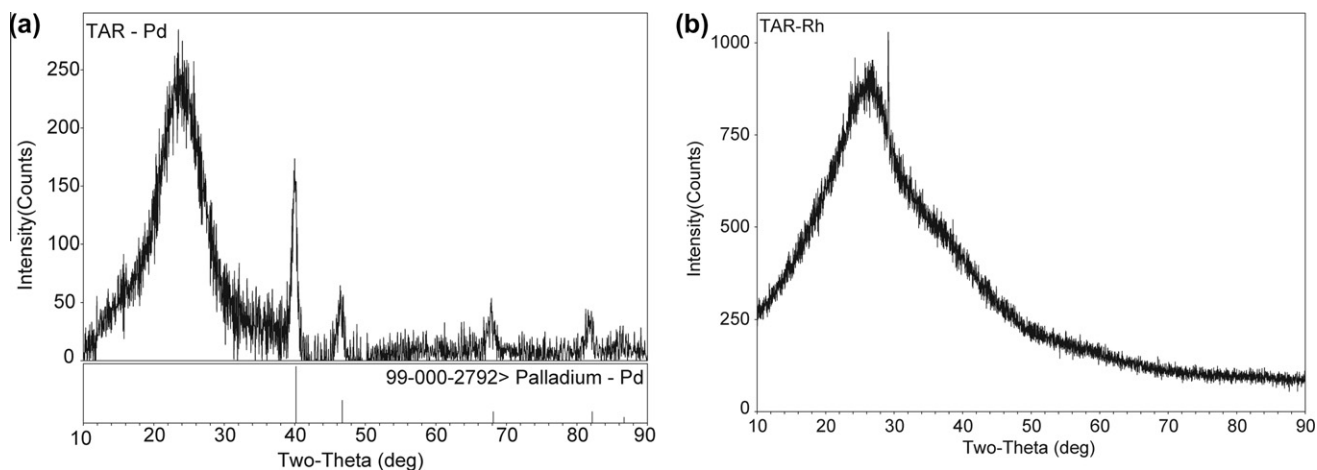 (a)
TAR - Pd
250
200
150
100
50
0
Intensity(Counts)
99-000-2792> Palladium - Pd
10 20 30 40 50 60 70 80 90
Two-Theta (deg)
(b)
TAR-Rh
1000
750
500
250
0
Intensity(Counts)
10 20 30 40 50 60 70 80 90
Two-Theta (deg)